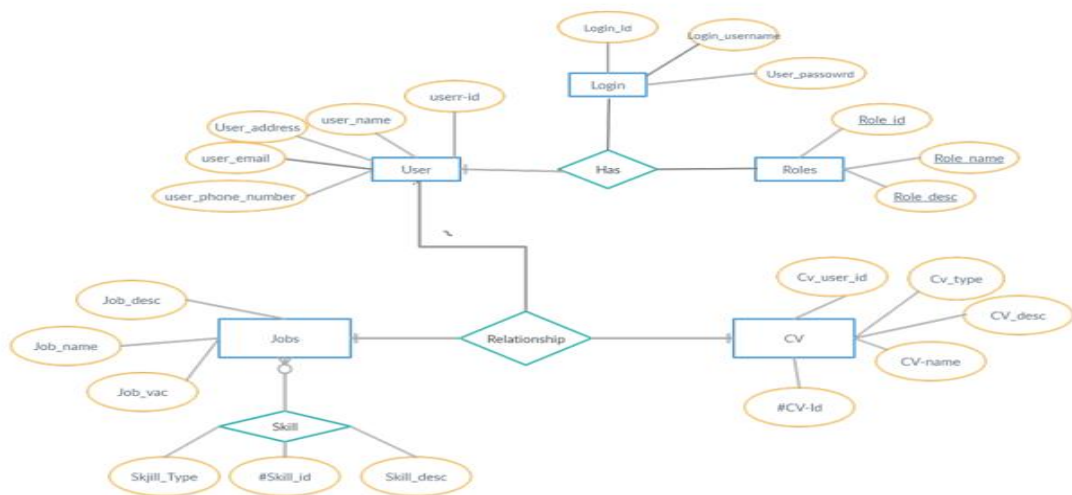 Login_Id
Login_username
User_passowrd
Login
userr-id
user_name
User_address
user_email
user_phone_number
User
Has
Roles
Role_id
Role_name
Role_desc
Job_desc
Job_name
Job_vac
Jobs
Relationship
CV
Cv_user_id
Cv_type
CV_desc
CV-name
#CV-Id
Skill
Skjill_Type
#Skill_id
Skill_desc